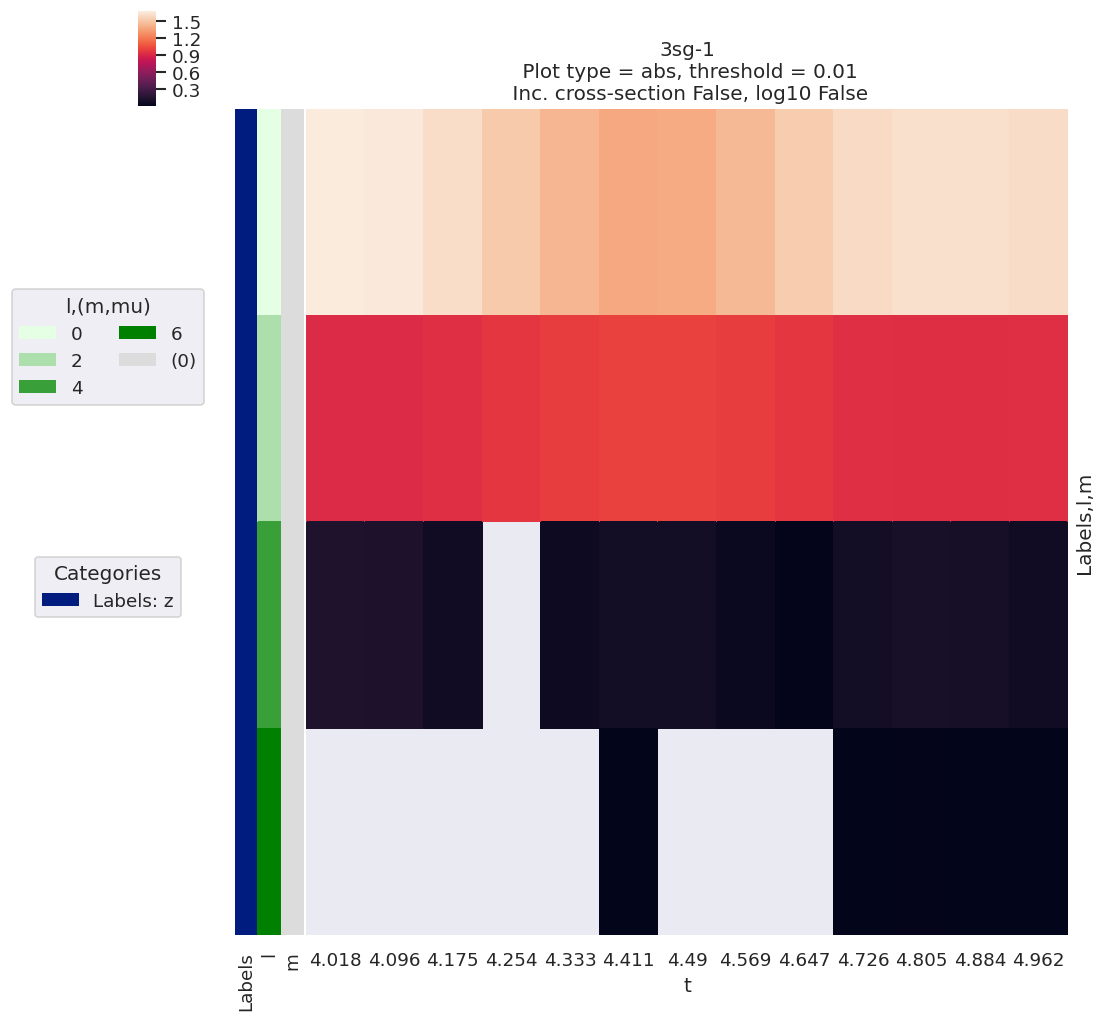 1.5
1.2
0.9
0.6
0.3
3sg-1
Plot type = abs, threshold = 0.01
Inc. cross-section False, log10 False
l,(m,mu)
0
6
2
(0)
4
Categories
Labels: z
Labels,l,m
Labels
l
m
4.018 4.096 4.175 4.254 4.333 4.411 4.49 4.569 4.647 4.726 4.805 4.884 4.962
t